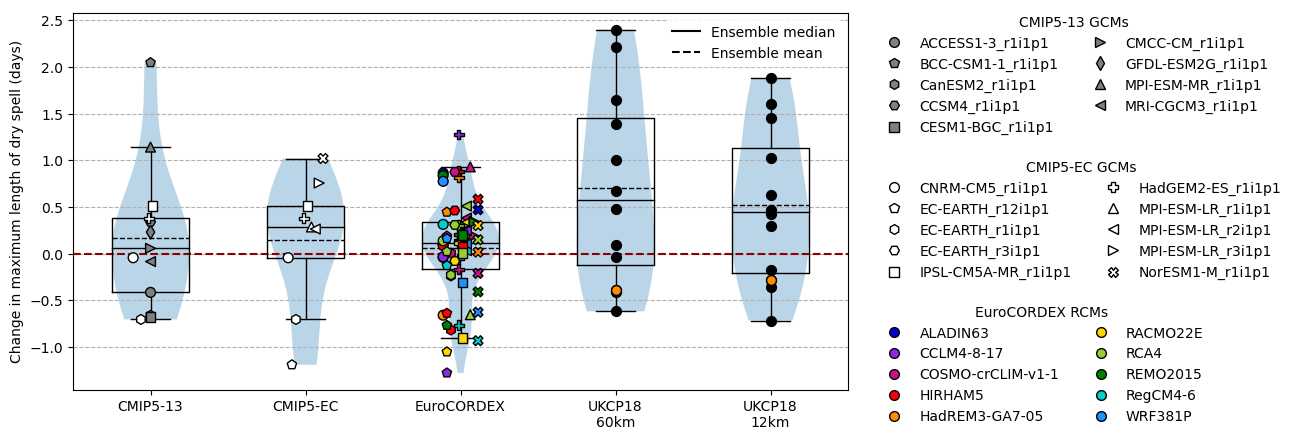 Change in maximum length of dry spell (days)
2.5
2.0
1.5
1.0
0.5
0.0
−0.5
−1.0
CMIP5-13
CMIP5-EC
EuroCORDEX
UKCP18
60km
UKCP18
12km
Ensemble median
Ensemble mean
CMIP5-13 GCMs
ACCESS1-3_r1i1p1
BCC-CSM1-1_r1i1p1
CanESM2_r1i1p1
CCSM4_r1i1p1
CESM1-BGC_r1i1p1
CMCC-CM_r1i1p1
GFDL-ESM2G_r1i1p1
MPI-ESM-MR_r1i1p1
MRI-CGCM3_r1i1p1
CMIP5-EC GCMs
CNRM-CM5_r1i1p1
EC-EARTH_r12i1p1
EC-EARTH_r1i1p1
EC-EARTH_r3i1p1
IPSL-CM5A-MR_r1i1p1
HadGEM2-ES_r1i1p1
MPI-ESM-LR_r1i1p1
MPI-ESM-LR_r2i1p1
MPI-ESM-LR_r3i1p1
NorESM1-M_r1i1p1
EuroCORDEX RCMs
ALADIN63
CCLM4-8-17
COSMO-crCLIM-v1-1
HIRHAM5
HadREM3-GA7-05
RACMO22E
RCA4
REMO2015
RegCM4-6
WRF381P